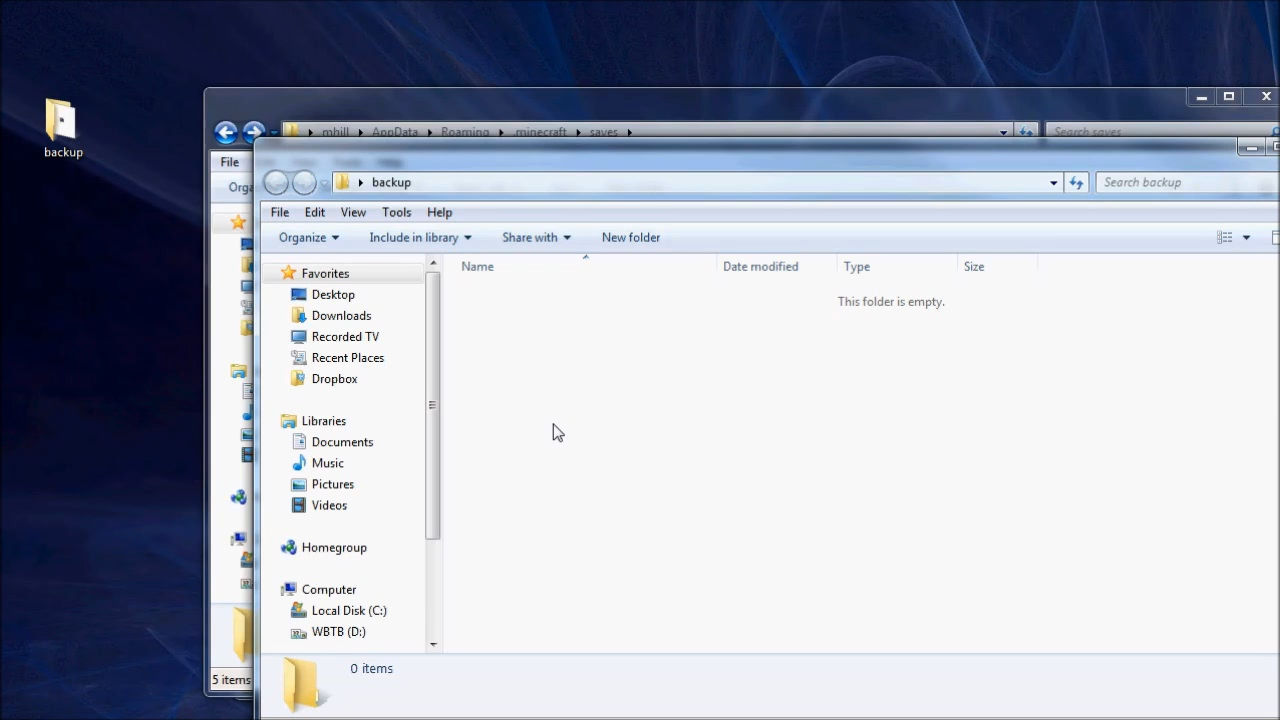 backup
mhill AppData Roaming .minecraft saves Search saves
File
Orga
backup Search backup
File Edit View Tools Help
Organize Include in library Share with New folder
Name Date modified Type Size
This folder is empty.
Favorites
Desktop
Downloads
Recorded TV
Recent Places
Dropbox
Libraries
Documents
Music
Pictures
Videos
Homegroup
Computer
Local Disk (C:)
WBTB (D:)
0 items
5 items